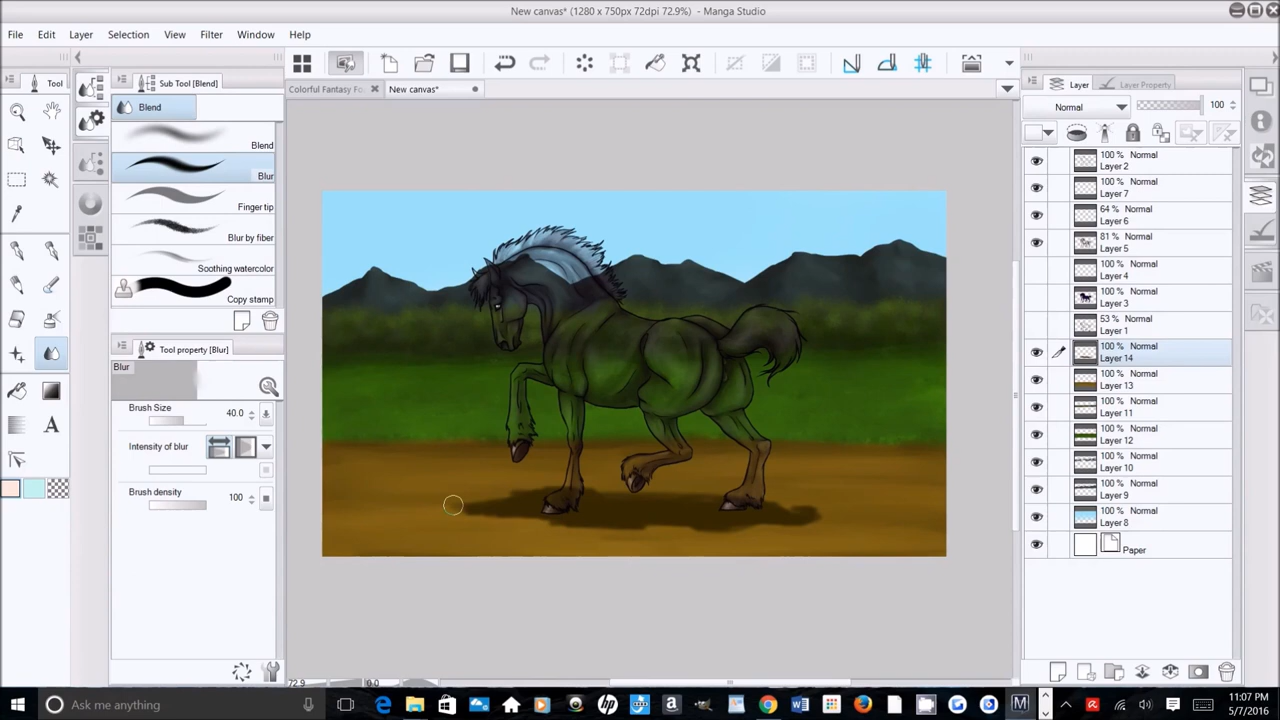 New canvas* (1280 x 750px 72dpi 72.9%) - Manga Studio
File Edit Layer Selection View Filter Window Help
Tool
Sub Tool [Blend]
Colorful Fantasy Fo
New canvas*
Layer
Layer Property
Blend
Normal 100
Blend
Blur
Finger tip
Blur by fiber
Soothing watercolor
Copy stamp
Tool property [Blur]
Blur
Brush Size 40.0
Intensity of blur
Brush density 100
100 % Normal
Layer 2
100 % Normal
Layer 7
64 % Normal
Layer 6
81 % Normal
Layer 5
100 % Normal
Layer 4
100 % Normal
Layer 3
53 % Normal
Layer 1
100 % Normal
Layer 14
100 % Normal
Layer 13
100 % Normal
Layer 11
100 % Normal
Layer 12
100 % Normal
Layer 10
100 % Normal
Layer 9
100 % Normal
Layer 8
Paper
72.9 0.0
Ask me anything
11:07 PM
5/7/2016